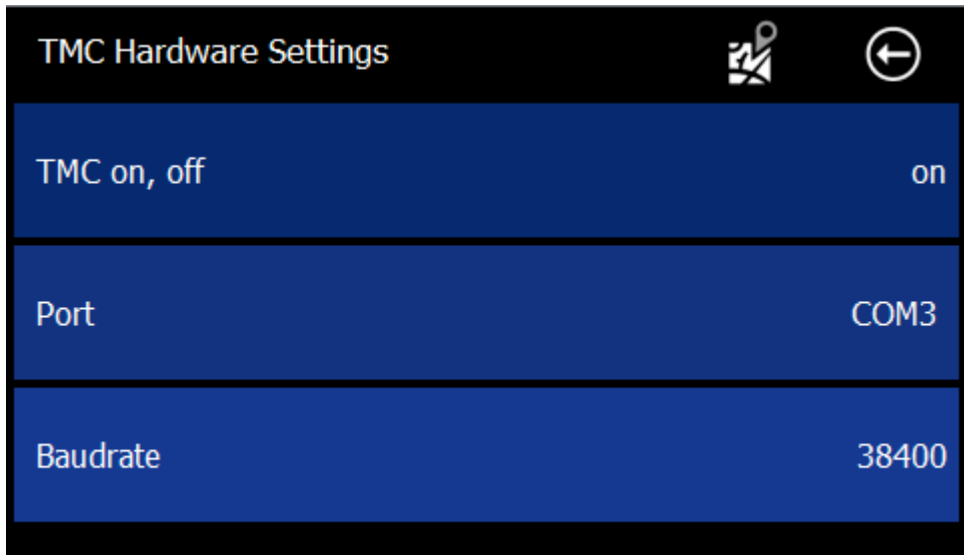 TMC Hardware Settings
TMC on, off on
Port COM3
Baudrate 38400